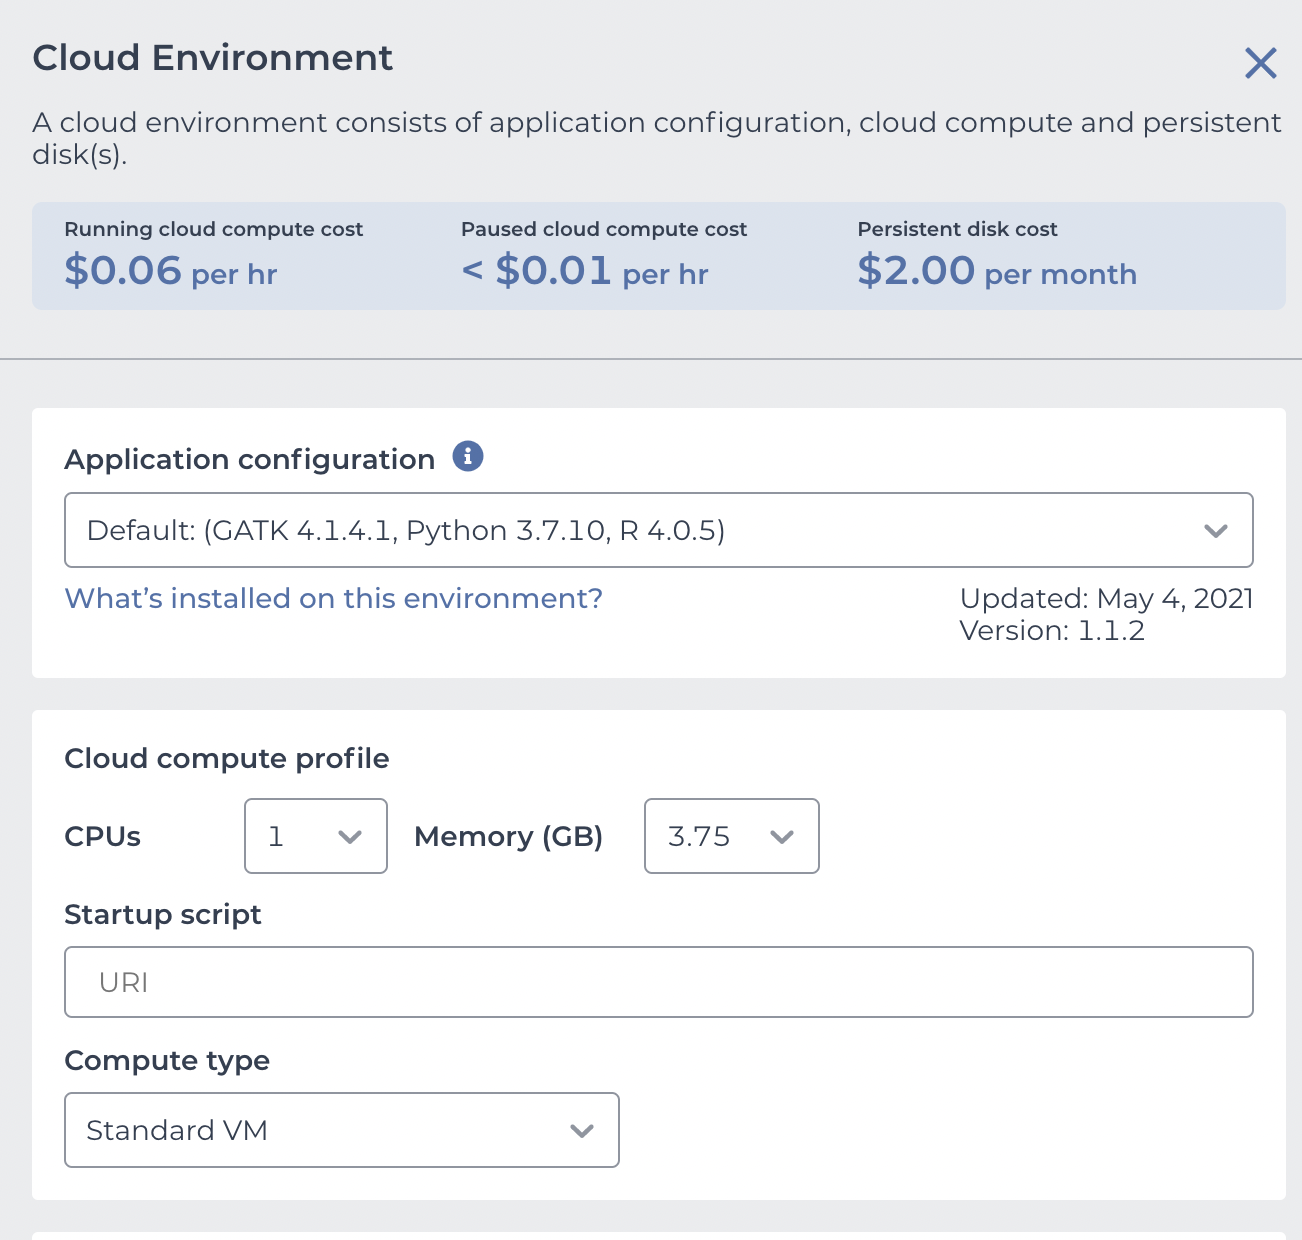 Cloud Environment
A cloud environment consists of application configuration, cloud compute and persistent
disk(s).
Running cloud compute cost
$0.06 per hr
Paused cloud compute cost
< $0.01 per hr
Persistent disk cost
$2.00 per month
Application configuration
Default: (GATK 4.1.4.1, Python 3.7.10, R 4.0.5)
What’s installed on this environment?
Updated: May 4, 2021
Version: 1.1.2
Cloud compute profile
CPUs
1
Memory (GB)
3.75
Startup script
URI
Compute type
Standard VM